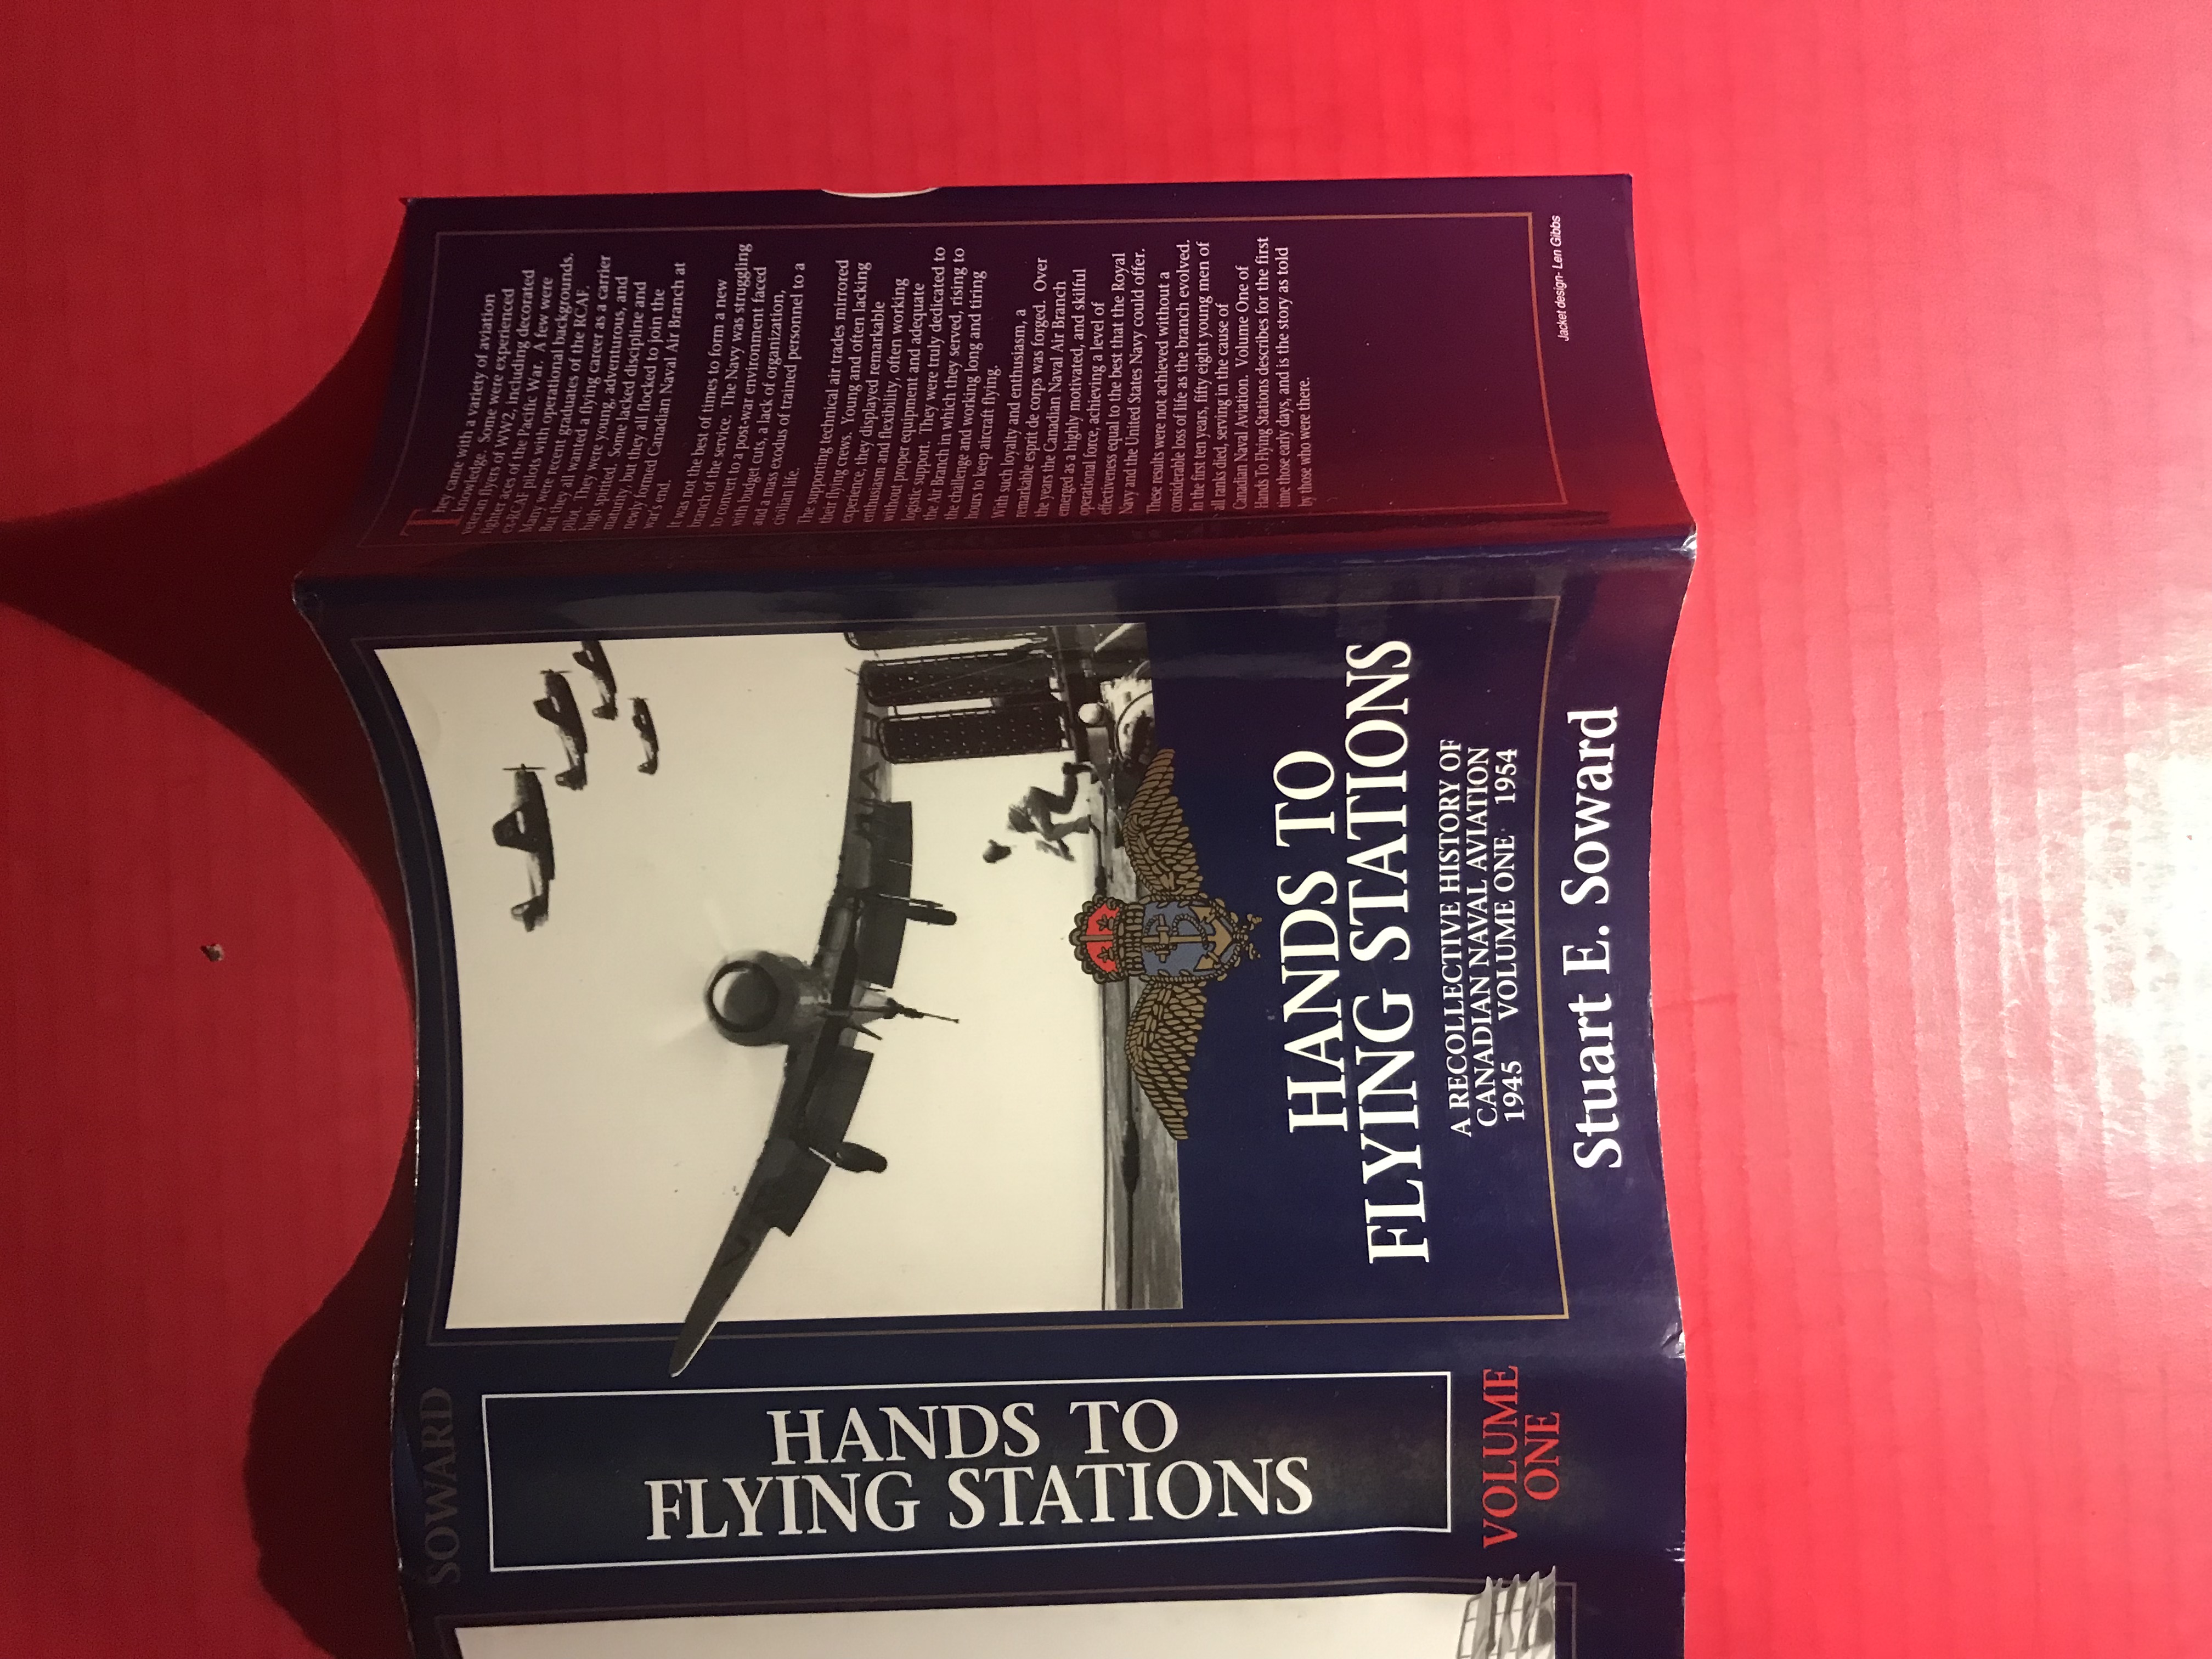 SOWARD
HANDS TO
FLYING STATIONS
VOLUME
ONE
HANDS TO
FLYING STATIONS
A RECOLLECTIVE HISTORY OF
CANADIAN NAVAL AVIATION
1945 VOLUME ONE 1954
Stuart E. Soward
They came with a variety of aviation
knowledge. Some were experienced
veteran flyers of WW2, including decorated
fighter aces of the Pacific War. A few were
ex-RCAF pilots with operational backgrounds.
Many were recent graduates of the RCAF.
But they all wanted a flying career as a carrier
pilot. They were young, adventurous, and
high spirited. Some lacked discipline and
maturity, but they all flocked to join the
newly formed Canadian Naval Air Branch at
war's end.
It was not the best of times to form a new
branch of the service. The Navy was struggling
to convert to a post-war environment faced
with budget cuts, a lack of organization,
and a mass exodus of trained personnel to a
civilian life.
The supporting technical air trades mirrored
their flying crews. Young and often lacking
experience, they displayed remarkable
enthusiasm and flexibility, often working
without proper equipment and adequate
logistic support. They were truly dedicated to
the Air Branch in which they served, rising to
the challenge and working long and tiring
hours to keep aircraft flying.
With such loyalty and enthusiasm, a
remarkable esprit de corps was forged. Over
the years the Canadian Naval Air Branch
emerged as a highly motivated, and skilful
operational force, achieving a level of
effectiveness equal to the best that the Royal
Navy and the United States Navy could offer.
These results were not achieved without a
considerable loss of life as the branch evolved.
In the first ten years, fifty eight young men of
all ranks died, serving in the cause of
Canadian Naval Aviation. Volume One of
Hands To Flying Stations describes for the first
time those early days, and is the story as told
by those who were there.
Jacket design- Len Gibbs